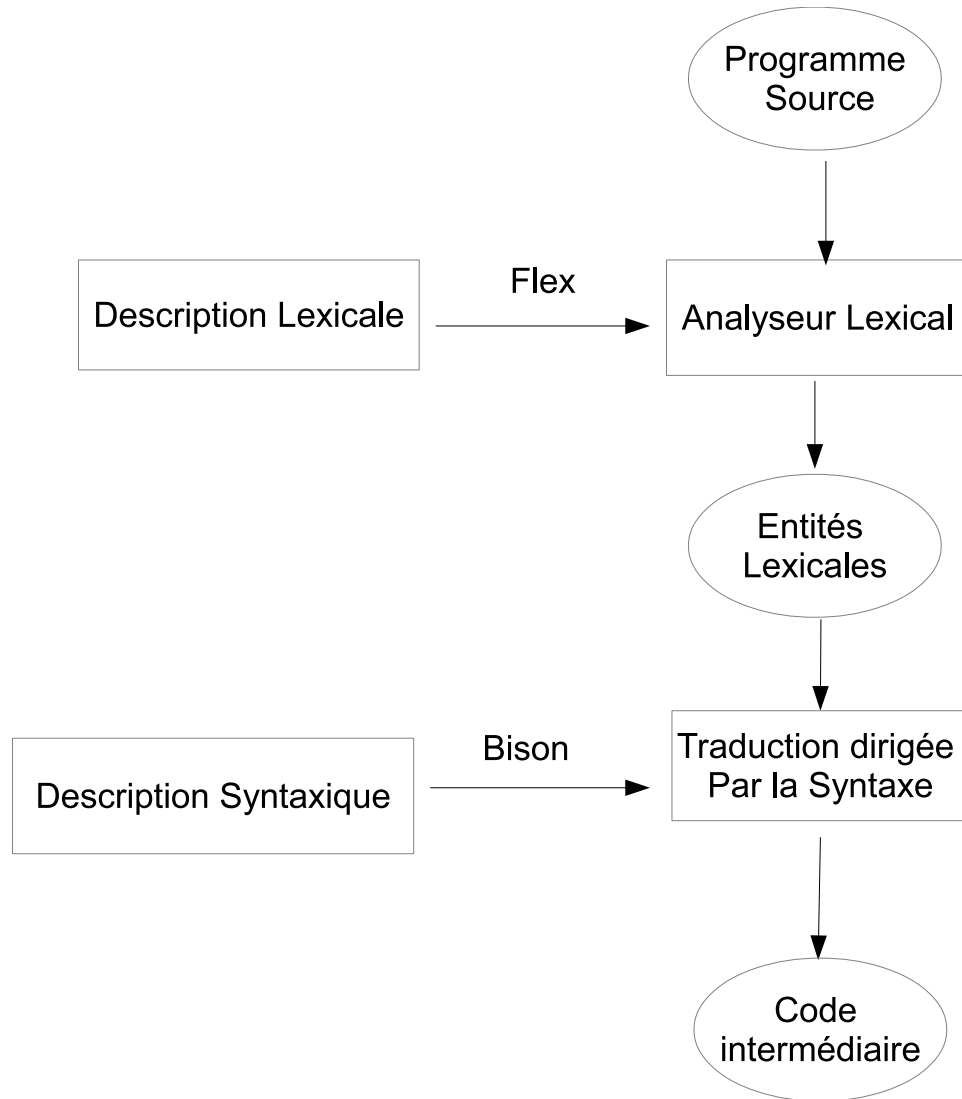 Programme
Source
Flex
Description Lexicale
Analyseur Lexical
Entités
Lexicales
Bison
Traduction dirigée
Par la Syntaxe
Description Syntaxique
Code
intermédiaire